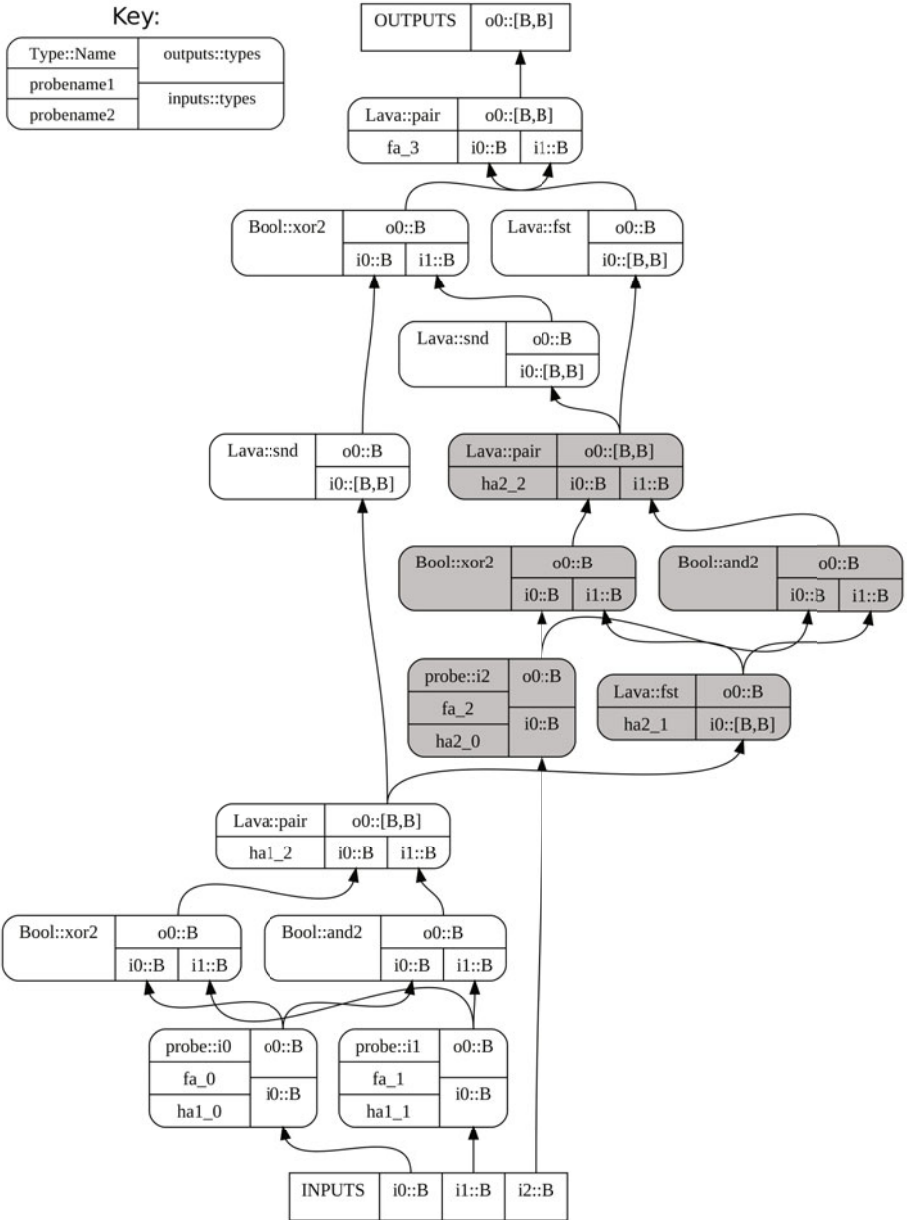 Key:
Type::Name outputs::types
probename1
inputs::types
probename2
OUTPUTS o0::[B,B]
Lava::pair o0::[B,B]
fa_3 i0::B i1::B
Bool::xor2 o0::B
i0::B i1::B
Lava::fst o0::B
i0::[B,B]
Lava::snd o0::B
i0::[B,B]
Lava::snd o0::B
i0::[B,B]
Lava::pair o0::[B,B]
ha2_2 i0::B i1::B
Bool::xor2 o0::B
i0::B i1::B
Bool::and2 o0::B
i0::B i1::B
probe::i2 o0::B
fa_2
i0::B
ha2_0
Lava::fst o0::B
ha2_1 i0::[B,B]
Lava::pair o0::[B,B]
ha1_2 i0::B i1::B
Bool::xor2 o0::B
i0::B i1::B
Bool::and2 o0::B
i0::B i1::B
probe::i0 o0::B
fa_0
i0::B
ha1_0
probe::i1 o0::B
fa_1
i0::B
ha1_1
INPUTS i0::B i1::B i2::B